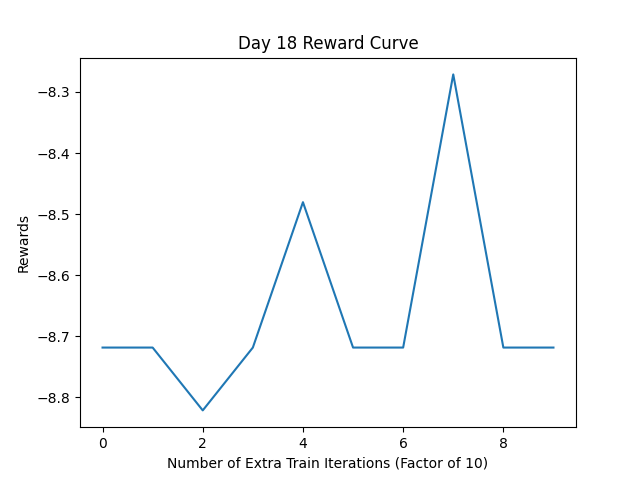 Day 18 Reward Curve
−8.3
−8.4
−8.5
−8.6
−8.7
−8.8
Rewards
0 2 4 6 8
Number of Extra Train Iterations (Factor of 10)